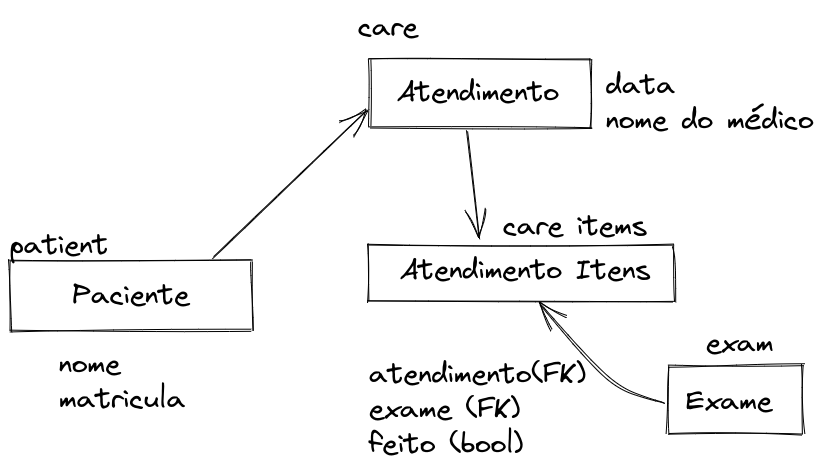 care
Atendimento
data
nome do médico
patient
Paciente
nome
matricula
care items
Atendimento Itens
atendimento(FK)
exame (FK)
feito (bool)
exam
Exame